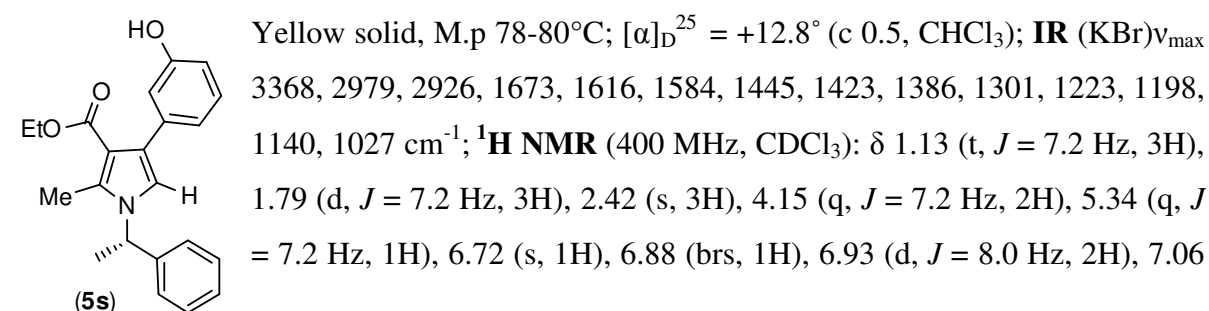 HO
O
EtO
Me
N
H
(5s)
Yellow solid, M.p 78-80°C; [α]D25 = +12.8˚ (c 0.5, CHCl3); IR (KBr)νmax
3368, 2979, 2926, 1673, 1616, 1584, 1445, 1423, 1386, 1301, 1223, 1198,
1140, 1027 cm-1; 1H NMR (400 MHz, CDCl3): δ 1.13 (t, J = 7.2 Hz, 3H),
1.79 (d, J = 7.2 Hz, 3H), 2.42 (s, 3H), 4.15 (q, J = 7.2 Hz, 2H), 5.34 (q, J
= 7.2 Hz, 1H), 6.72 (s, 1H), 6.88 (brs, 1H), 6.93 (d, J = 8.0 Hz, 2H), 7.06